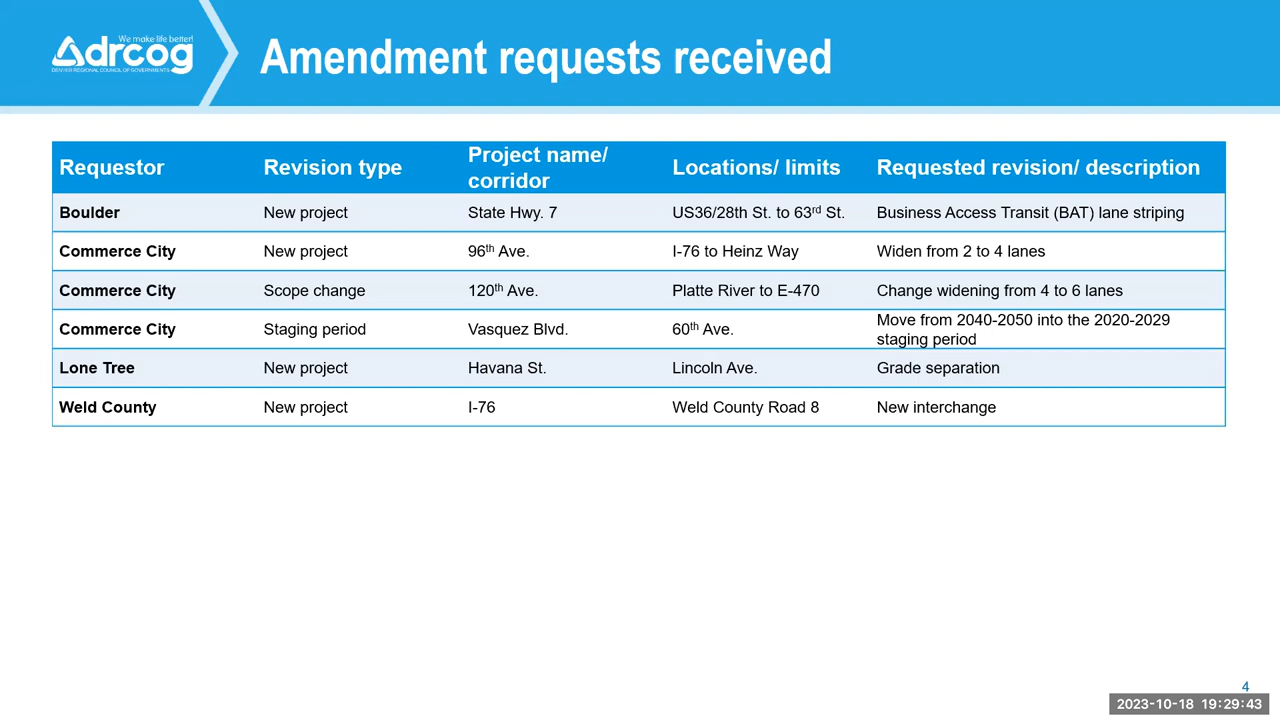 We make life better!
drcog
DENVER REGIONAL COUNCIL OF GOVERNMENTS
Amendment requests received
Requestor Revision type Project name/ corridor Locations/ limits Requested revision/ description
Boulder New project State Hwy. 7 US36/28th St. to 63rd St. Business Access Transit (BAT) lane striping
Commerce City New project 96th Ave. I-76 to Heinz Way Widen from 2 to 4 lanes
Commerce City Scope change 120th Ave. Platte River to E-470 Change widening from 4 to 6 lanes
Commerce City Staging period Vasquez Blvd. 60th Ave. Move from 2040-2050 into the 2020-2029 staging period
Lone Tree New project Havana St. Lincoln Ave. Grade separation
Weld County New project I-76 Weld County Road 8 New interchange
4
2023-10-18 19:29:43